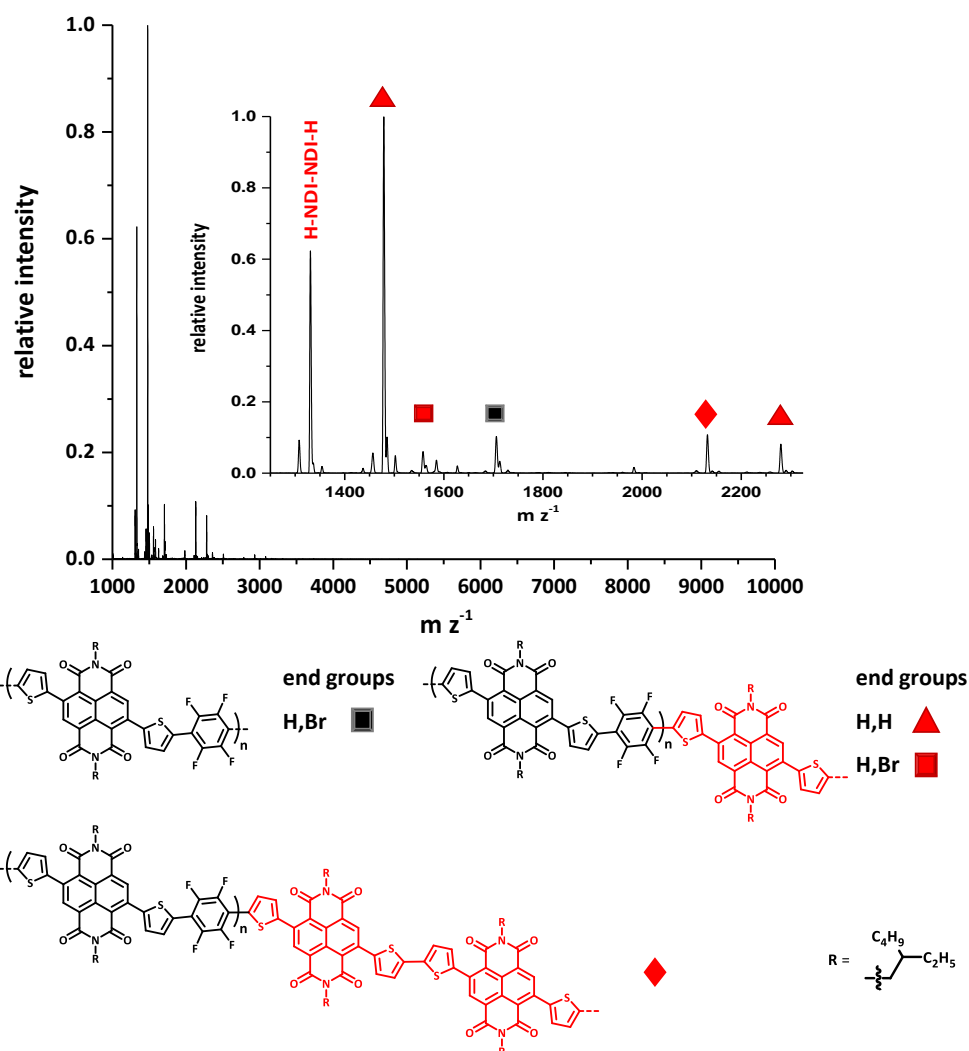 relative intensity
1.0
0.8
0.6
0.4
0.2
0.0
1000 2000 3000 4000 5000 6000 7000 8000 9000 10000
m z-1
relative intensity
1.0
0.8
0.6
0.4
0.2
0.0
H-NDI-NDI-H
1400 1600 1800 2000 2200
m z-1
R
O N O
S
S
O N O
R
F F
F F
n
end groups
H,Br
R
O N O
S
S
O N O
R
F F
F F
n
R
O N O
S
S
O N O
R
end groups
H,H
H,Br
R
O N O
S
S
O N O
R
F F
F F
n
R
O N O
S
S
O N O
R
R
O N O
S
S
O N O
R
R =
C4H9
C2H5